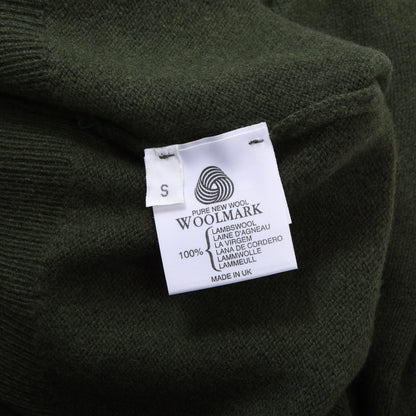 S
PURE NEW WOOL
WOOLMARK
100%
LAMBSWOOL
LAINE D'AGNEAU
LA VIRGEM
LANA DE CORDERO
LAMMWOLLE
LAMMEULL
MADE IN UK